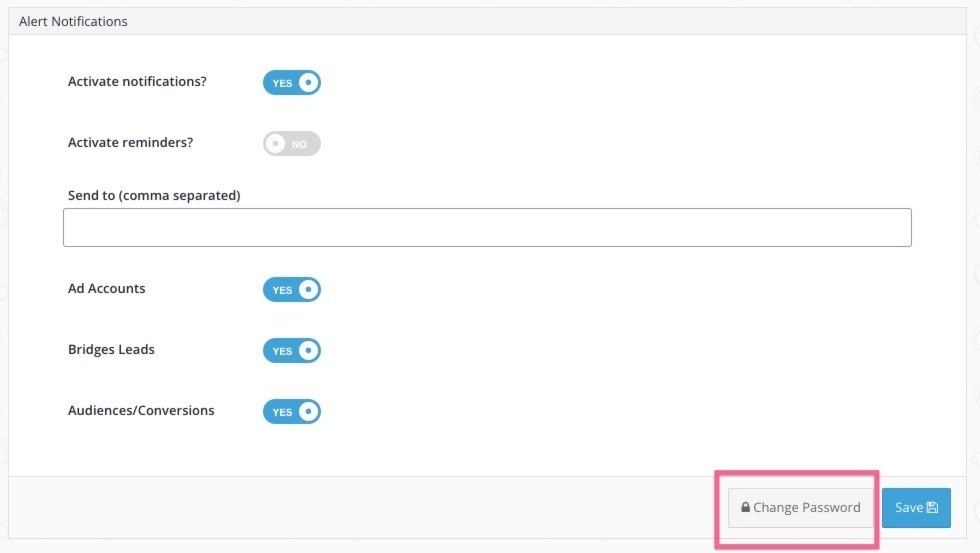 Alert Notifications
Activate notifications? YES
Activate reminders? NO
Send to (comma separated)
Ad Accounts YES
Bridges Leads YES
Audiences/Conversions YES
Change Password Save